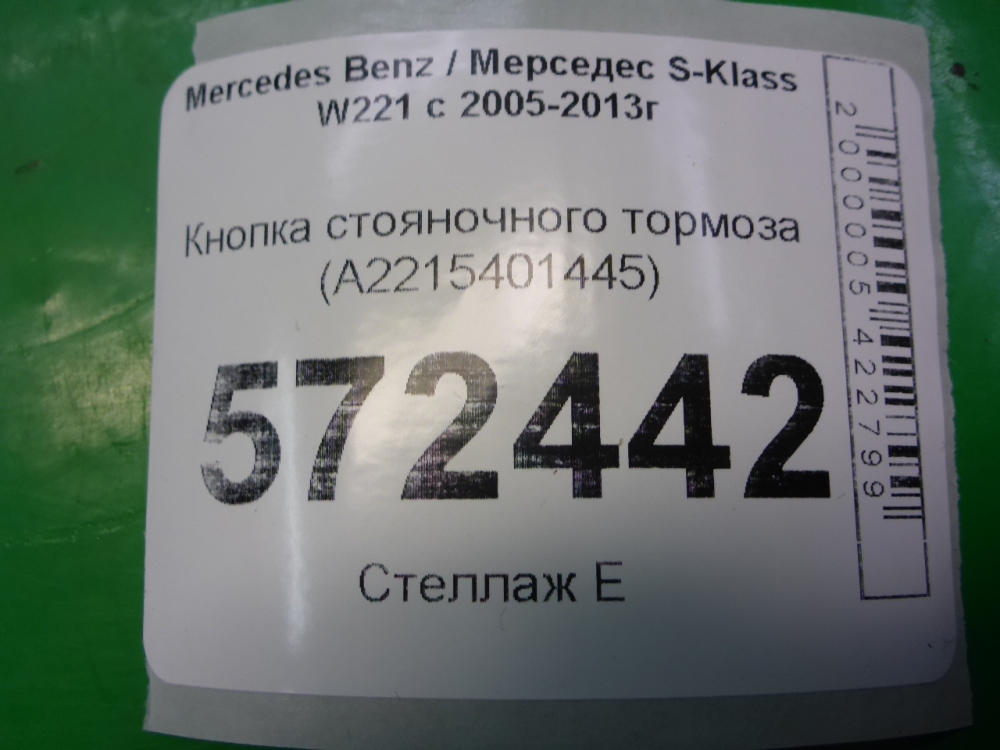 Mercedes Benz / Мерседес S-Klass
W221 с 2005-2013г
Кнопка стояночного тормоза
(A2215401445)
572442
Стеллаж Е
2000005422799